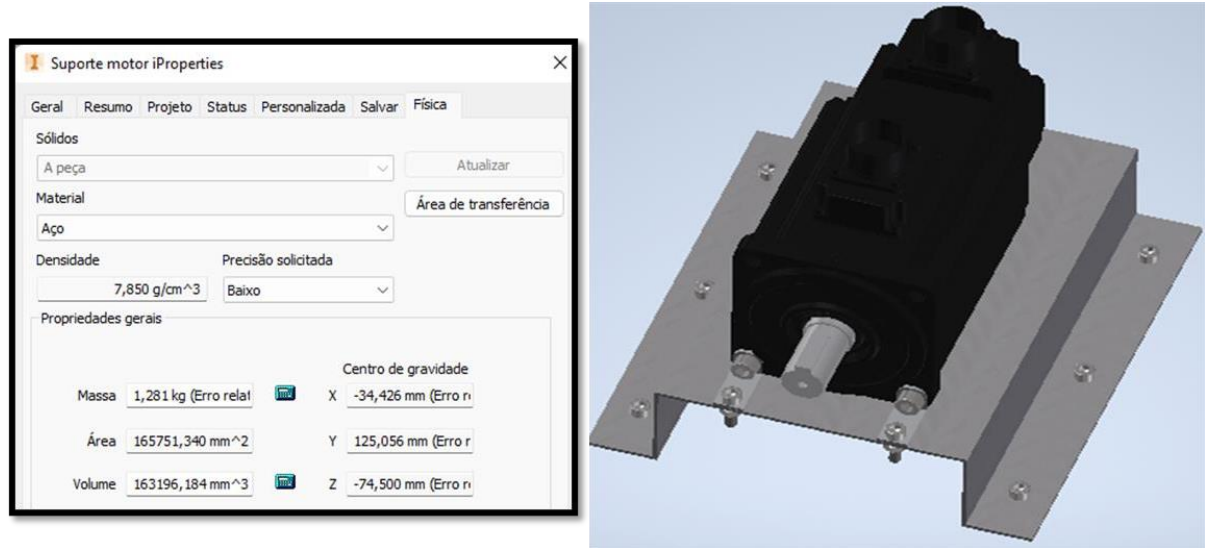 I Suporte motor iProperties
Geral Resumo Projeto Status Personalizada Salvar Física
Sólidos
A peça Atualizar
Material Área de transferência
Aço
Densidade Precisão solicitada
7,850 g/cm^3 Baixo
Propriedades gerais
Centro de gravidade
Massa 1,281 kg (Erro relat X -34,426 mm (Erro r
Área 165751,340 mm^2 Y 125,056 mm (Erro r
Volume 163196,184 mm^3 Z -74,500 mm (Erro r